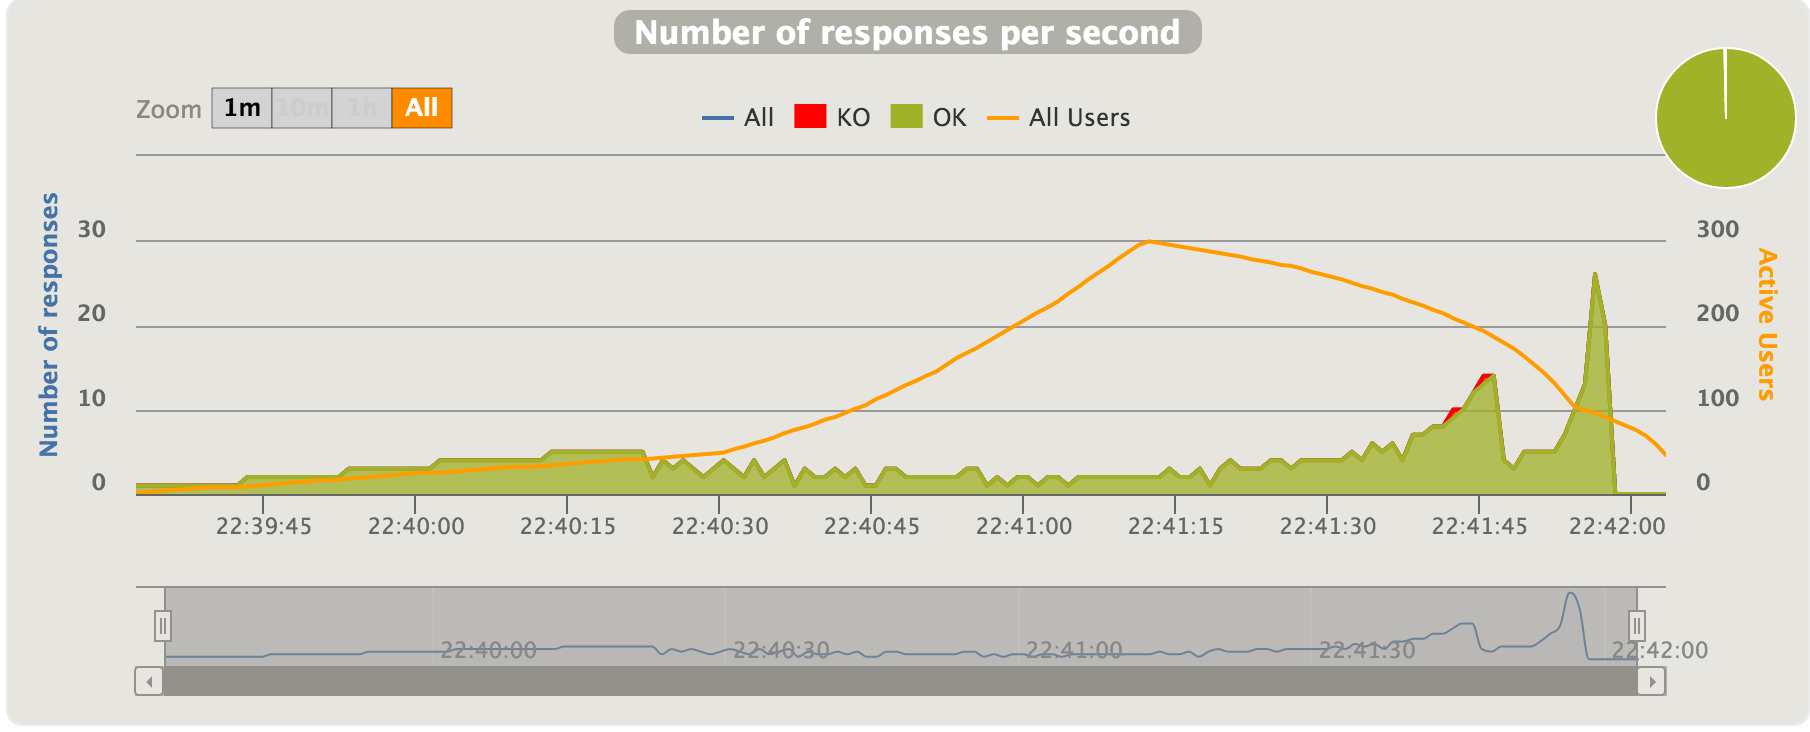 Number of responses per second
Zoom 1m 10m 1h All
All KO OK All Users
Number of responses
30
20
10
0
300
200
100
0
Active Users
22:39:45 22:40:00 22:40:15 22:40:30 22:40:45 22:41:00 22:41:15 22:41:30 22:41:45 22:42:00
22:40:00 22:40:30 22:41:00 22:41:30 22:42:00